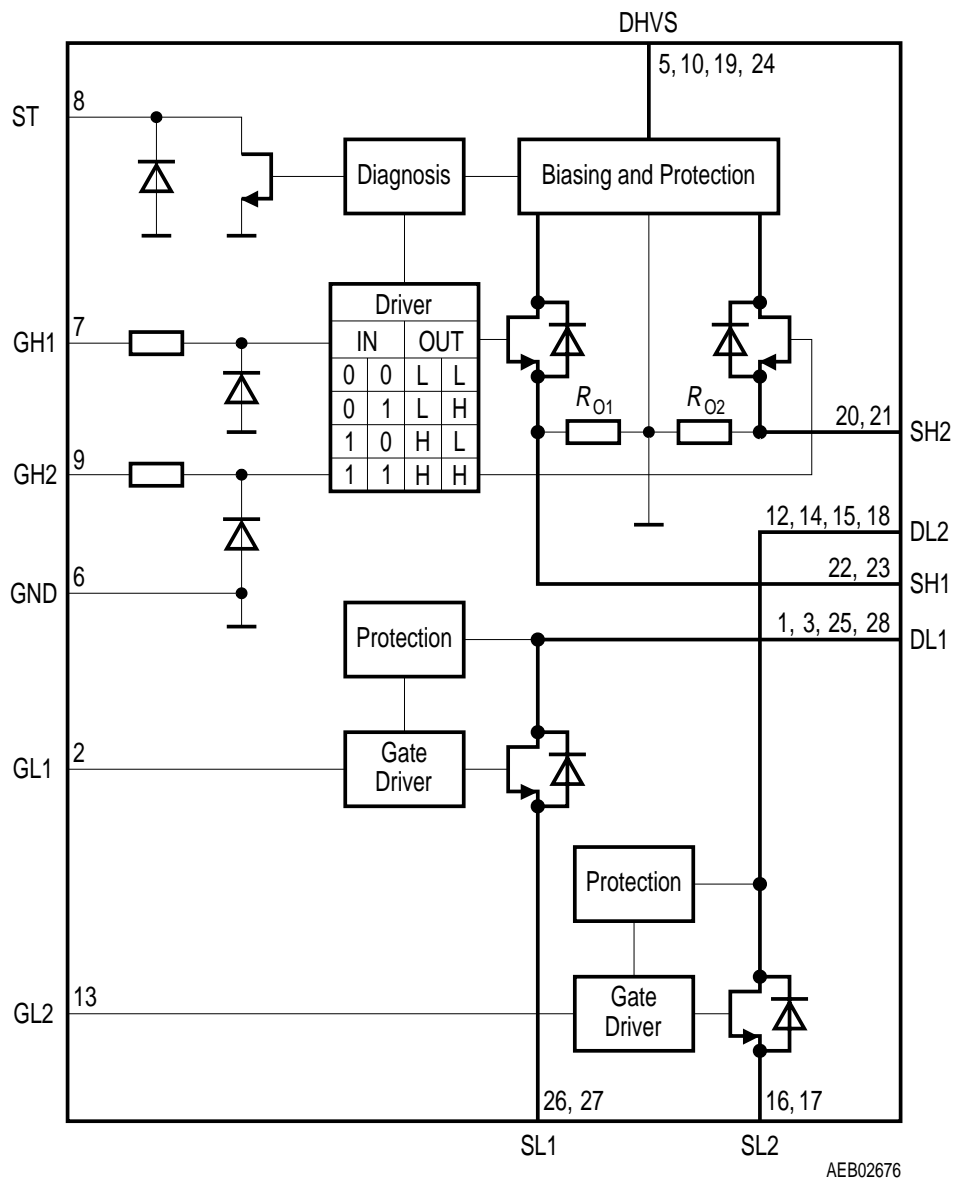 DHVS
5, 10, 19, 24
8
ST
Diagnosis
Biasing and Protection
Driver
IN OUT
0 0 L L
0 1 L H
1 0 H L
1 1 H H
7
GH1
RO1
RO2
20, 21
SH2
9
GH2
12, 14, 15, 18
DL2
6
GND
22, 23
SH1
Protection
1, 3, 25, 28
DL1
2
GL1
Gate
Driver
Protection
13
GL2
Gate
Driver
26, 27
16, 17
SL1
SL2
AEB02676